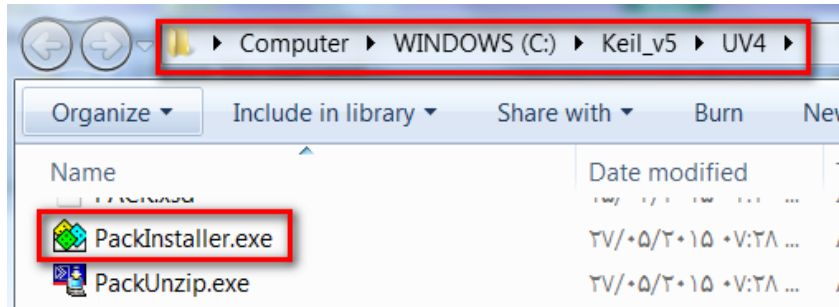 Computer WINDOWS (C:) Keil_v5 UV4
Organize Include in library Share with Burn
Name Date modified
PackInstaller.exe ٢٧/٠٥/٢٠١٥ ٠٧:٢٨ ...
PackUnzip.exe ٢٧/٠٥/٢٠١٥ ٠٧:٢٨ ...